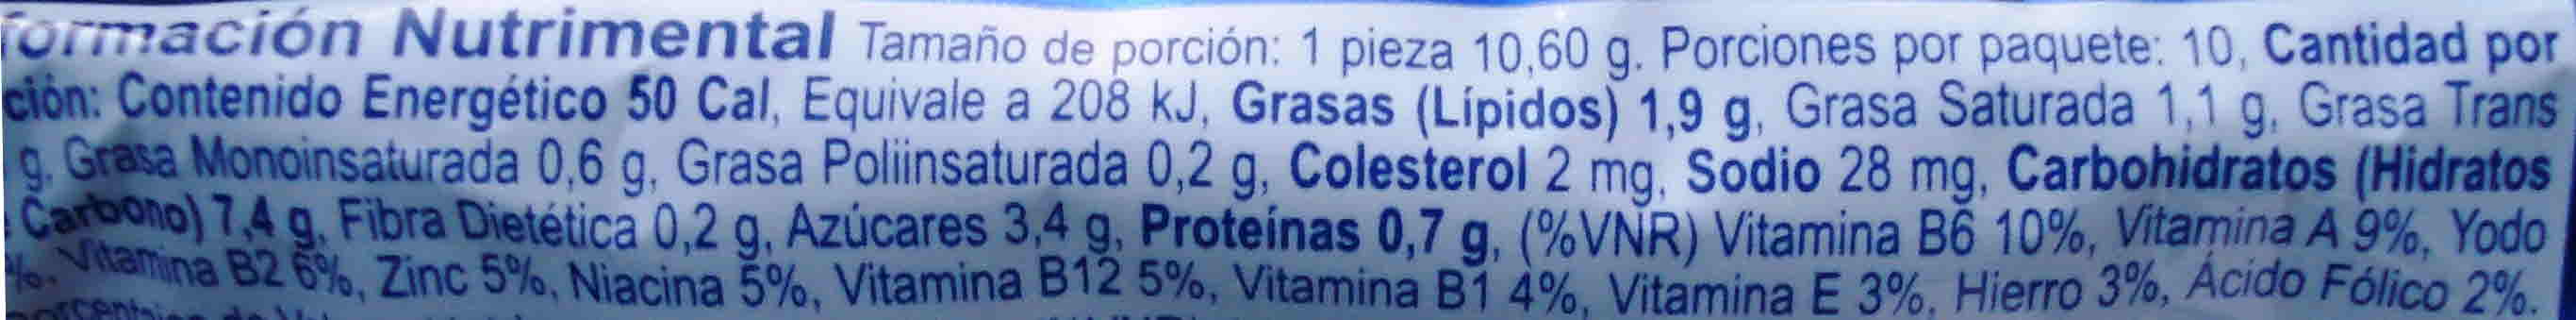 formación Nutrimental Tamaño de porción: 1 pieza 10,60 g. Porciones por paquete: 10, Cantidad por
ción: Contenido Energético 50 Cal, Equivale a 208 kJ, Grasas (Lípidos) 1,9 g, Grasa Saturada 1,1 g, Grasa Trans
g, Grasa Monoinsaturada 0,6 g, Grasa Poliinsaturada 0,2 g, Colesterol 2 mg, Sodio 28 mg, Carbohidratos (Hidratos
Carbono) 7,4 g, Fibra Dietética 0,2 g, Azúcares 3,4 g, Proteínas 0,7 g, (%VNR) Vitamina B6 10%, Vitamina A 9%, Yodo
%, Vitamina B2 6%, Zinc 5%, Niacina 5%, Vitamina B12 5%, Vitamina B1 4%, Vitamina E 3%, Hierro 3%, Ácido Fólico 2%.